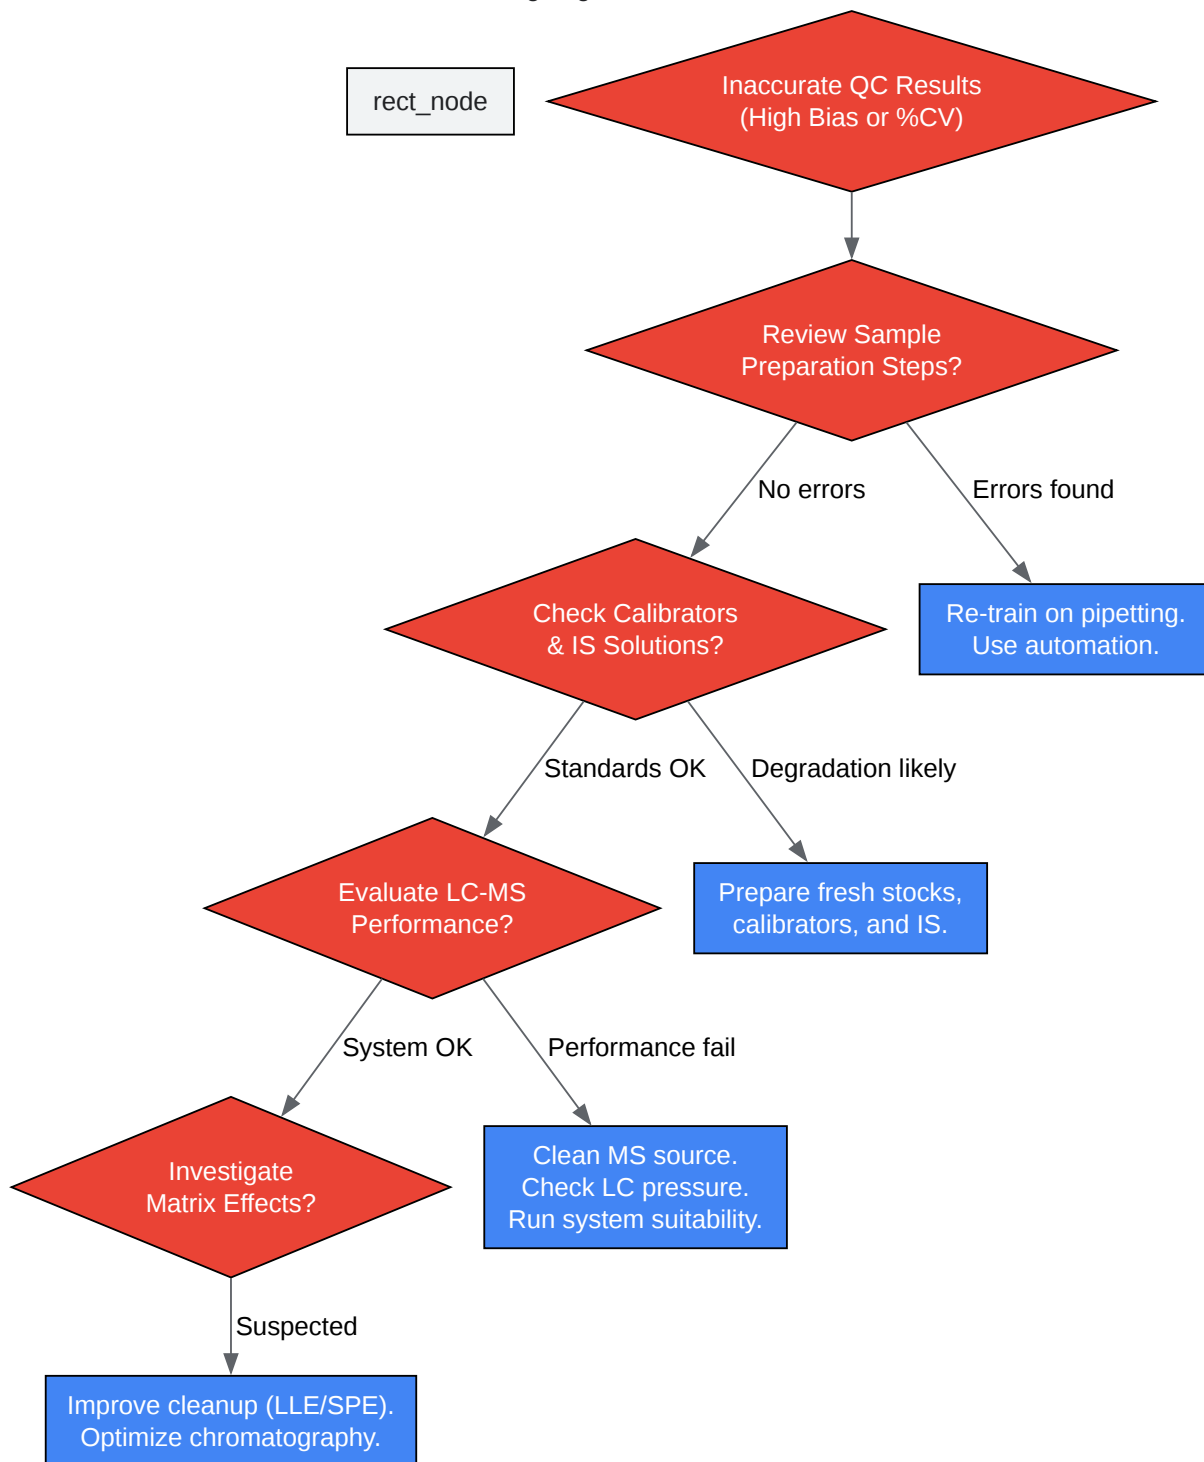 rect_node
Inaccurate QC Results
(High Bias or %CV)
Review Sample
Preparation Steps?
No errors
Errors found
Check Calibrators
& IS Solutions?
Re-train on pipetting.
Use automation.
Standards OK
Degradation likely
Evaluate LC-MS
Performance?
Prepare fresh stocks,
calibrators, and IS.
System OK
Performance fail
Investigate
Matrix Effects?
Clean MS source.
Check LC pressure.
Run system suitability.
Suspected
Improve cleanup (LLE/SPE).
Optimize chromatography.